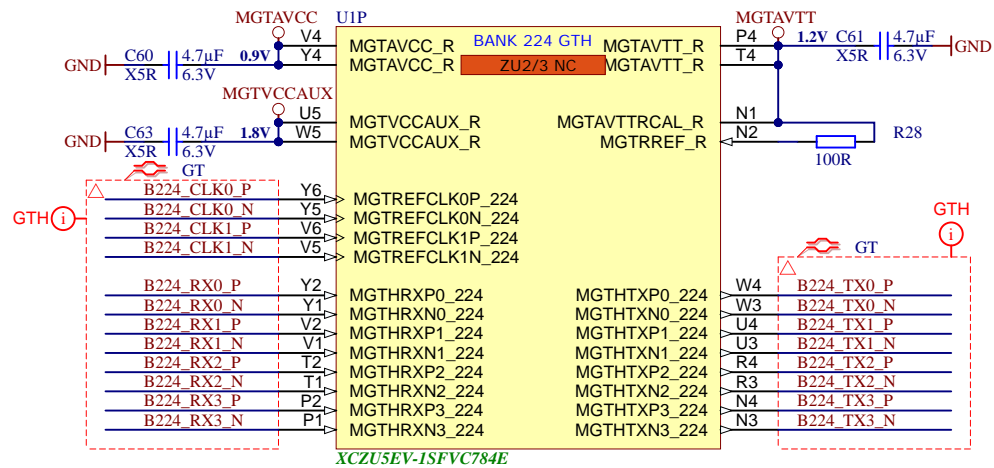 MGTAVCC
U1P
MGTAVTT
V4
MGTAVCC_R
BANK 224 GTH
MGTAVTT_R
P4
1.2V
C61
4.7µF
GND
C60
4.7µF
0.9V
Y4
MGTAVCC_R
ZU2/3 NC
MGTAVTT_R
T4
X5R
6.3V
GND
X5R
6.3V
MGTVCCAUX
U5
MGTVCCAUX_R
MGTAVTTRCAL_R
N1
GND
C63
4.7µF
1.8V
W5
MGTVCCAUX_R
MGTRREF_R
N2
R28
X5R
6.3V
100R
GT
B224_CLK0_P
Y6
MGTREFCLK0P_224
GTH
i
B224_CLK0_N
Y5
MGTREFCLK0N_224
B224_CLK1_P
V6
MGTREFCLK1P_224
B224_CLK1_N
V5
MGTREFCLK1N_224
GTH
i
GT
B224_RX0_P
Y2
MGTHRXP0_224
MGTHTXP0_224
W4
B224_TX0_P
B224_RX0_N
Y1
MGTHRXN0_224
MGTHTXN0_224
W3
B224_TX0_N
B224_RX1_P
V2
MGTHRXP1_224
MGTHTXP1_224
U4
B224_TX1_P
B224_RX1_N
V1
MGTHRXN1_224
MGTHTXN1_224
U3
B224_TX1_N
B224_RX2_P
T2
MGTHRXP2_224
MGTHTXP2_224
R4
B224_TX2_P
B224_RX2_N
T1
MGTHRXN2_224
MGTHTXN2_224
R3
B224_TX2_N
B224_RX3_P
P2
MGTHRXP3_224
MGTHTXP3_224
N4
B224_TX3_P
B224_RX3_N
P1
MGTHRXN3_224
MGTHTXN3_224
N3
B224_TX3_N
XCZU5EV-1SFVC784E